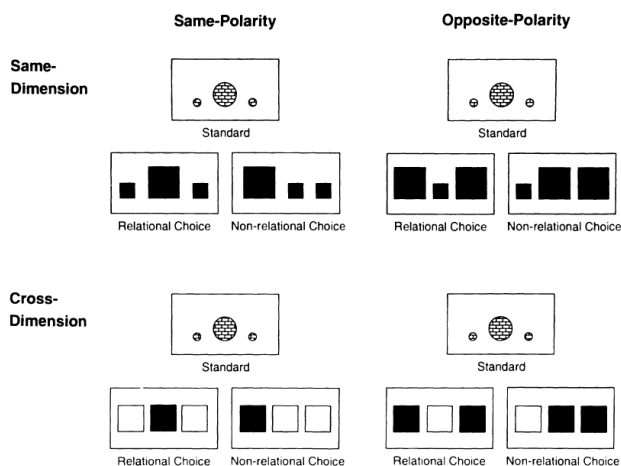 Same-Polarity Opposite-Polarity
Same-
Dimension
Standard Standard
Relational Choice Non-relational Choice Relational Choice Non-relational Choice
Cross-
Dimension
Standard Standard
Relational Choice Non-relational Choice Relational Choice Non-relational Choice